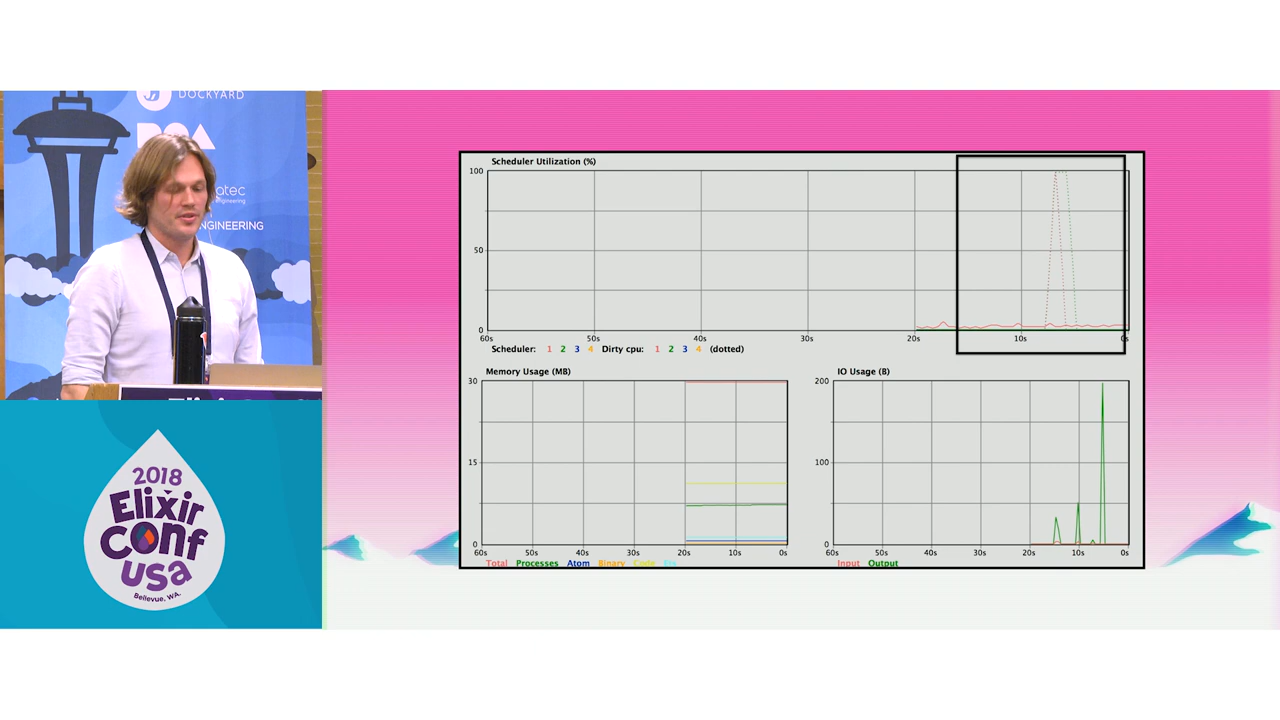 DOCKYARD
atec
engineering
NGINEERING
2018
Elixir
Conf
USA
Bellevue, WA.
Scheduler Utilization (%)
100
50
0
60s 50s 40s 30s 20s 10s 0s
Scheduler: 1 2 3 4 Dirty cpu: 1 2 3 4 (dotted)
Memory Usage (MB)
30
15
0
60s 50s 40s 30s 20s 10s 0s
Total Processes Atom Binary Code Ets
IO Usage (B)
200
100
0
60s 50s 40s 30s 20s 10s 0s
Input Output